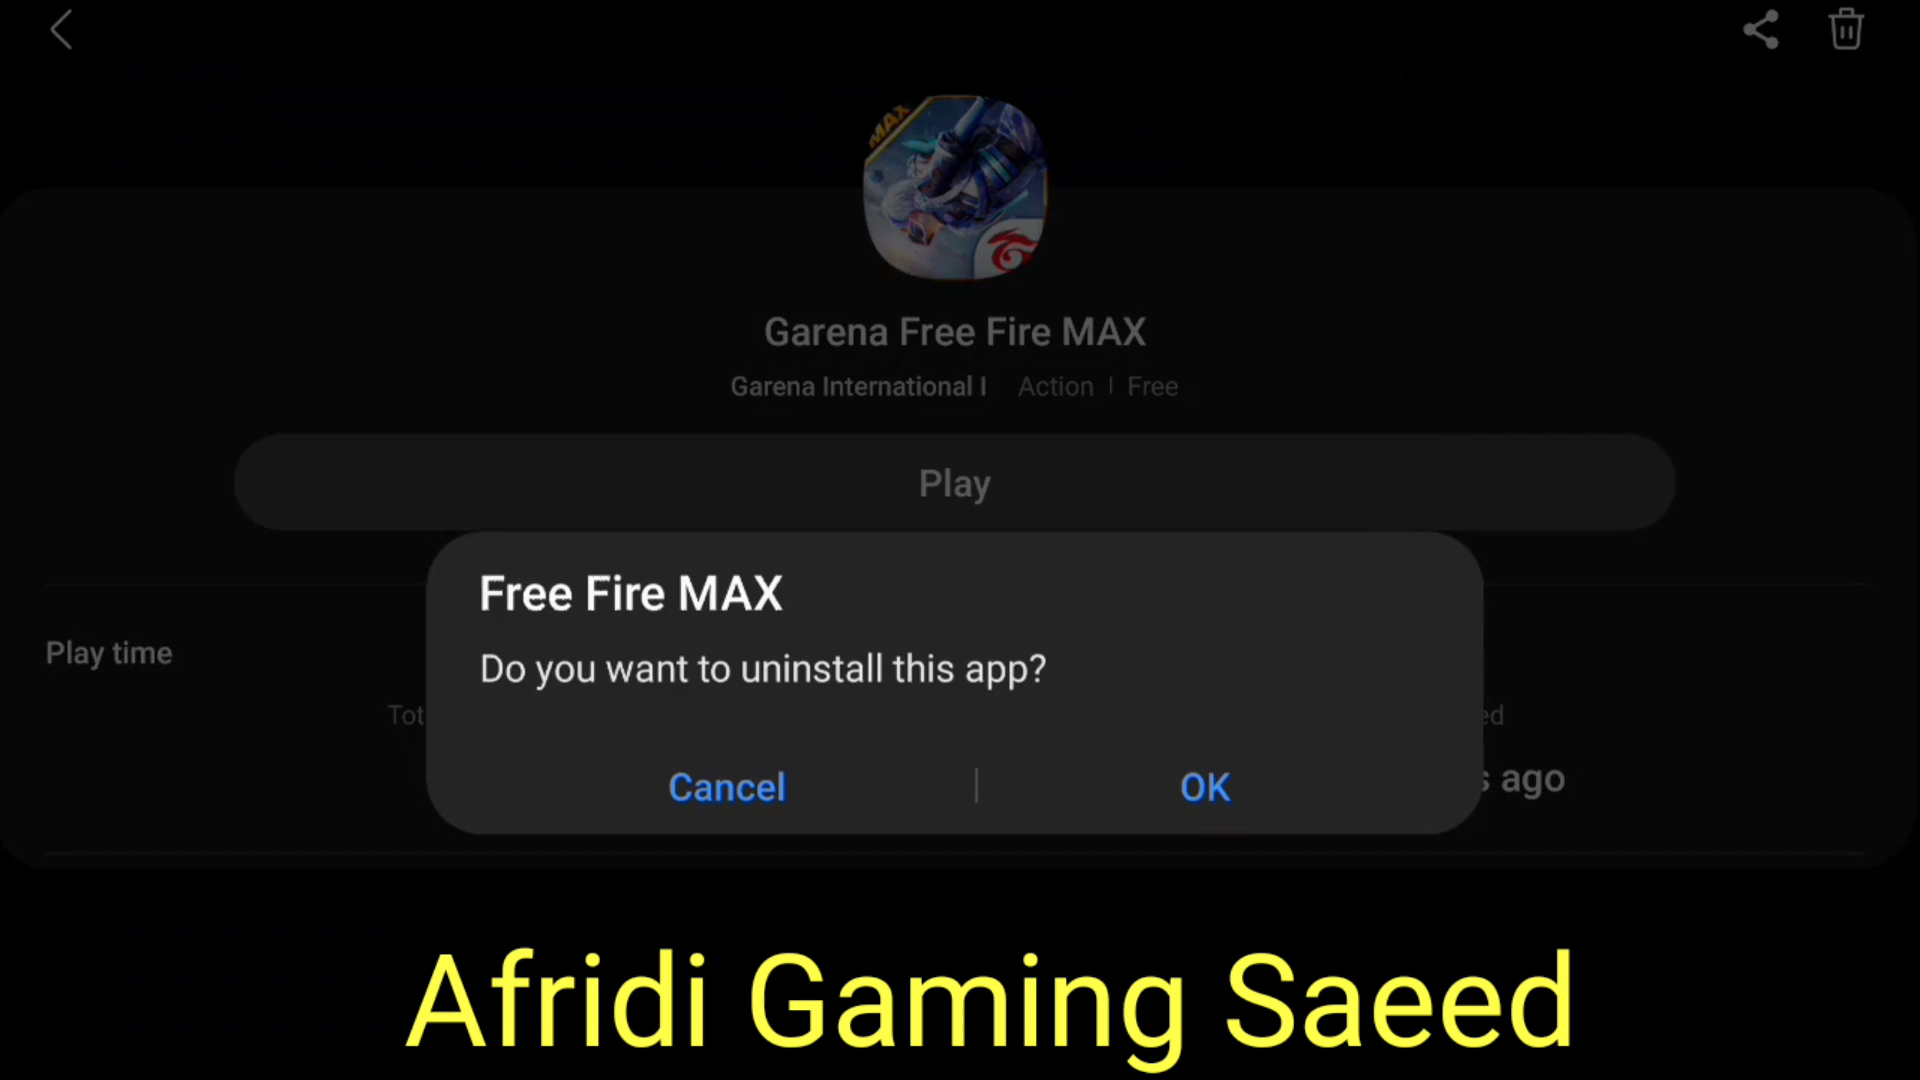 MAX
Garena Free Fire MAX
Garena International I Action | Free
Play
Free Fire MAX
Do you want to uninstall this app?
Play time
Cancel | OK
ago
Afridi Gaming Saeed